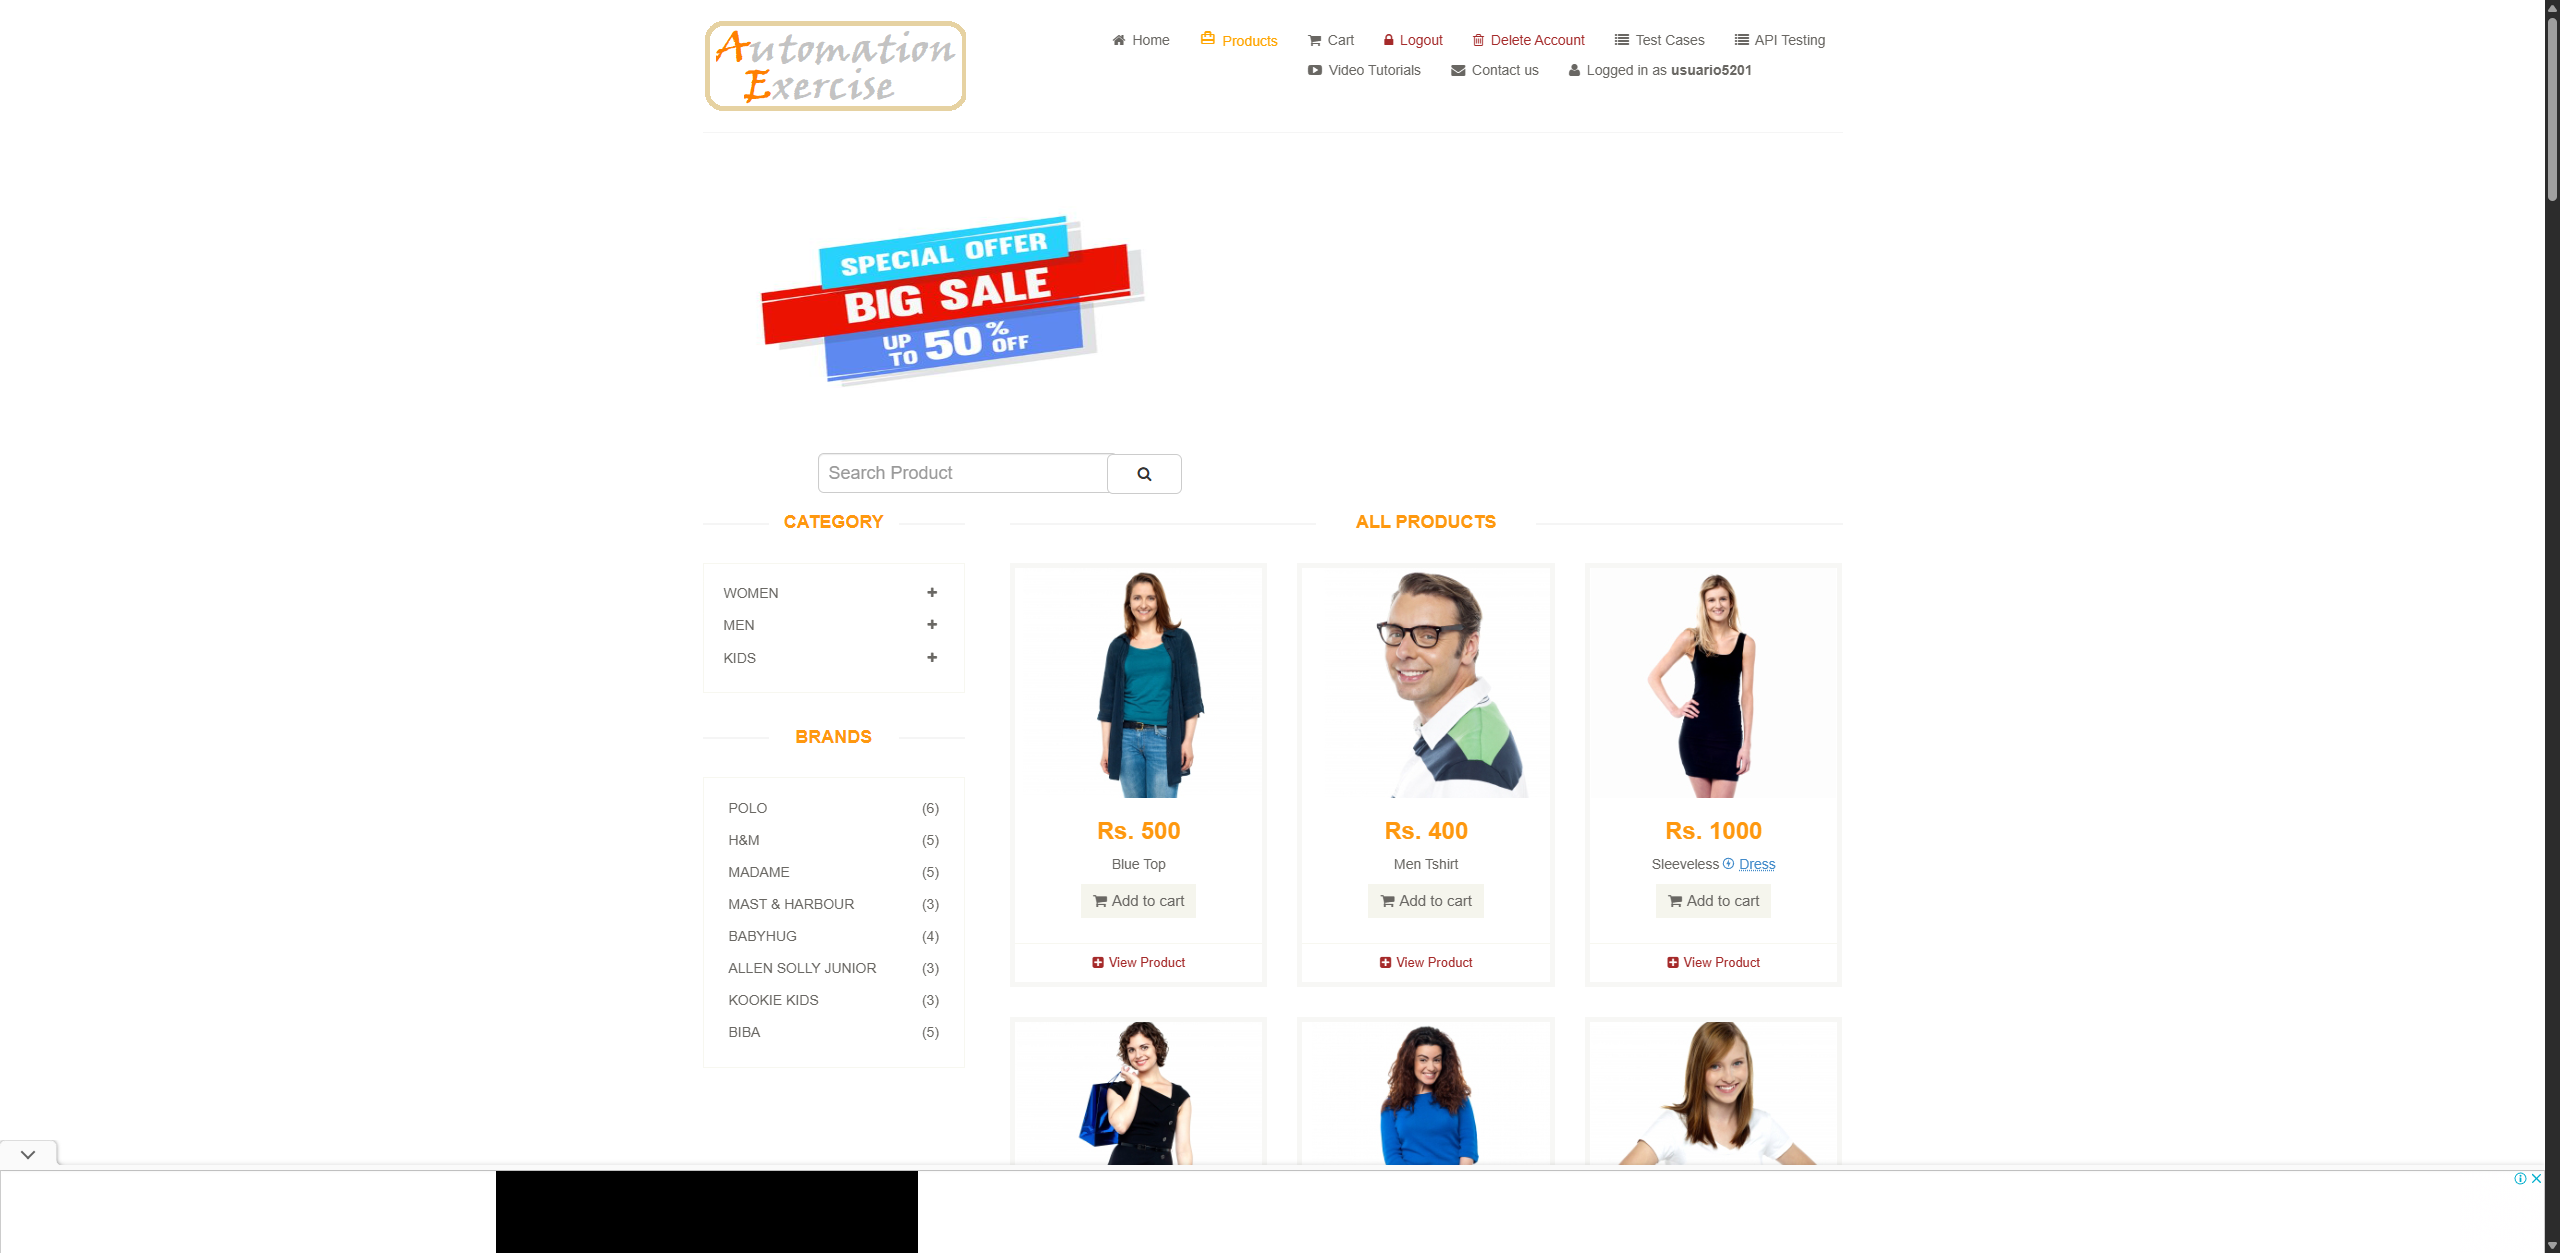 Automation
Exercise
Home Products Cart Logout Delete Account Test Cases API Testing
Video Tutorials Contact us Logged in as usuario5201
SPECIAL OFFER
BIG SALE
UP TO 50% OFF
Search Product
CATEGORY
WOMEN
MEN
KIDS
BRANDS
POLO (6)
H&M (5)
MADAME (5)
MAST & HARBOUR (3)
BABYHUG (4)
ALLEN SOLLY JUNIOR (3)
KOOKIE KIDS (3)
BIBA (5)
ALL PRODUCTS
Rs. 500
Blue Top
Add to cart
View Product
Rs. 400
Men Tshirt
Add to cart
View Product
Rs. 1000
Sleeveless Dress
Add to cart
View Product